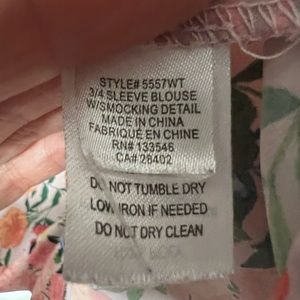 STYLE# 5557WT
3/4 SLEEVE BLOUSE
W/SMOCKING DETAIL
MADE IN CHINA
FABRIQUÉ EN CHINE
RN# 133546
CA# 28402
DO NOT TUMBLE DRY
LOW IRON IF NEEDED
DO NOT DRY CLEAN